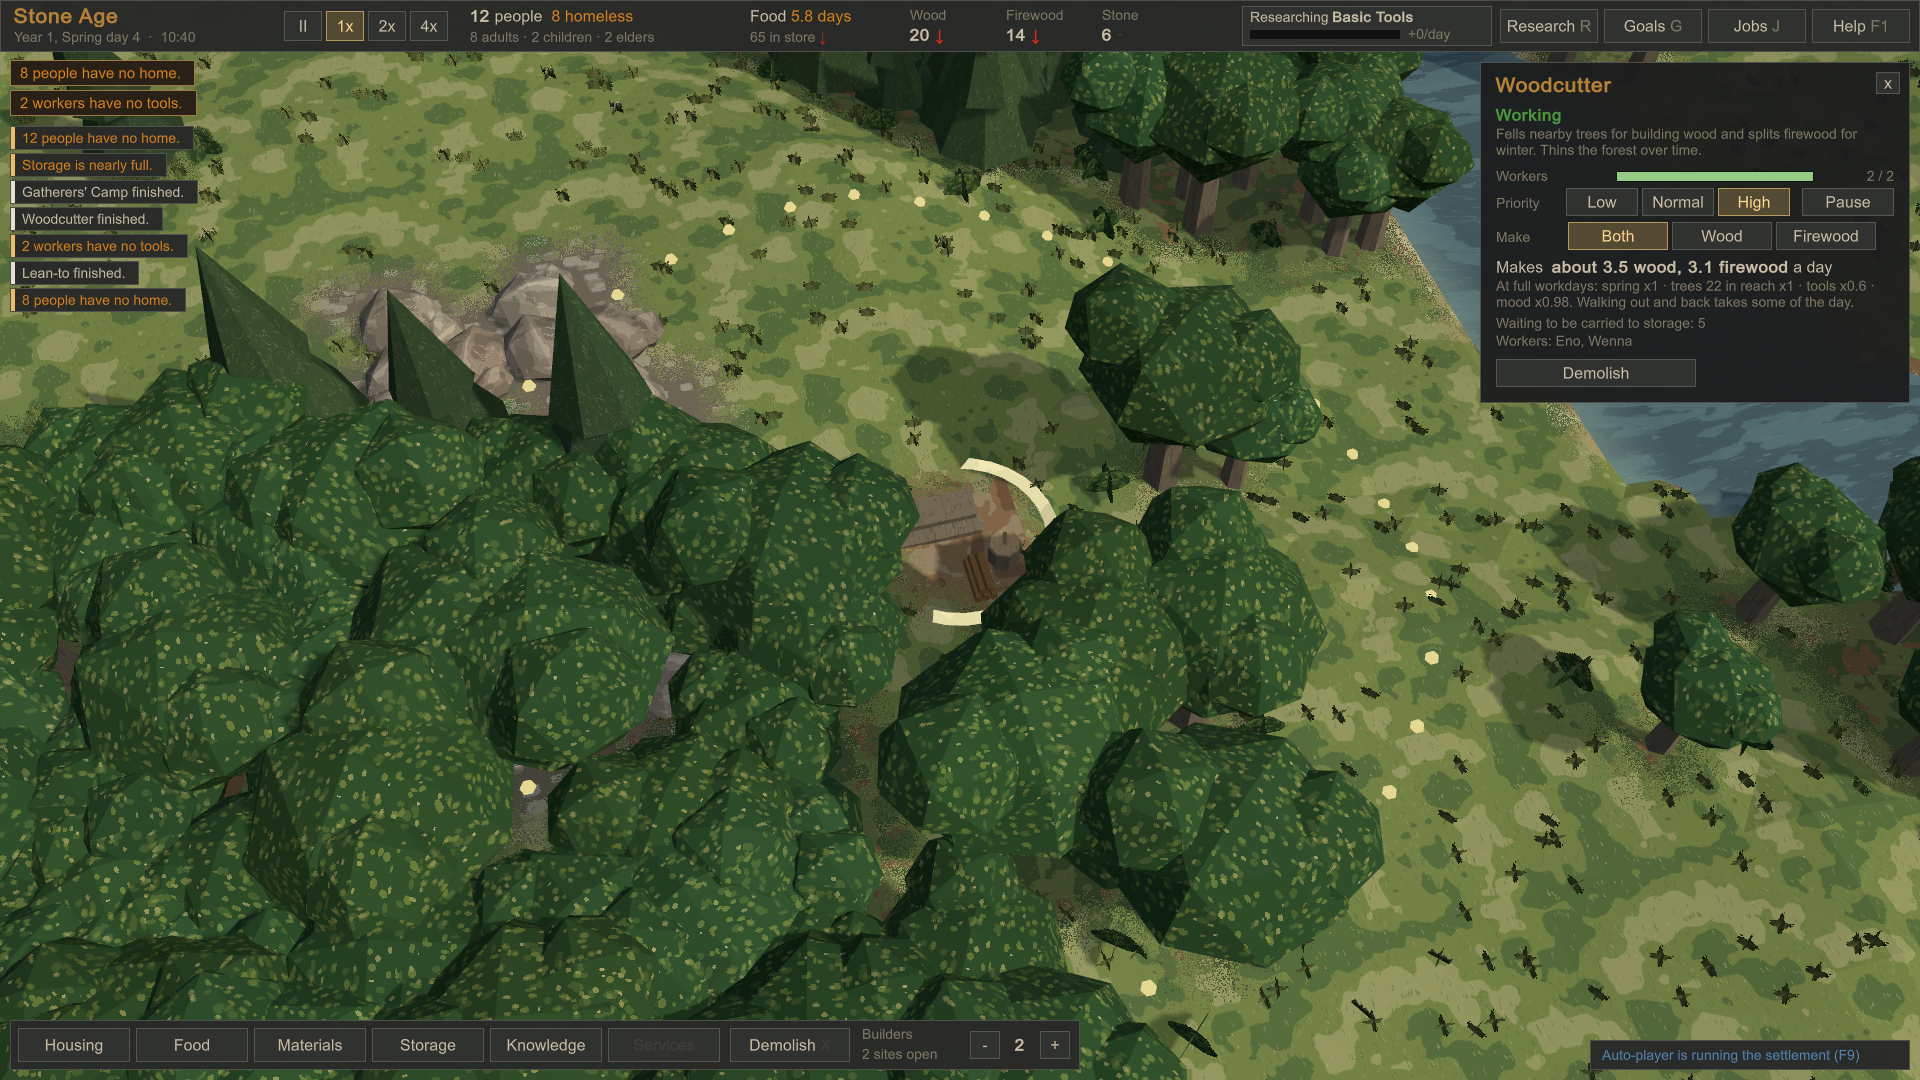 Stone Age
Year 1, Spring day 4 · 10:40
II
1x
2x
4x
12 people 8 homeless
8 adults · 2 children · 2 elders
Food 5.8 days
65 in store ↓
Wood
20 ↓
Firewood
14 ↓
Stone
6
Researching Basic Tools
+0/day
Research R
Goals G
Jobs J
Help F1
8 people have no home.
2 workers have no tools.
12 people have no home.
Storage is nearly full.
Gatherers' Camp finished.
Woodcutter finished.
2 workers have no tools.
Lean-to finished.
8 people have no home.
Woodcutter
x
Working
Fells nearby trees for building wood and splits firewood for
winter. Thins the forest over time.
Workers 2 / 2
Priority Low Normal High Pause
Make Both Wood Firewood
Makes about 3.5 wood, 3.1 firewood a day
At full workdays: spring x1 · trees 22 in reach x1 · tools x0.6 ·
mood x0.98. Walking out and back takes some of the day.
Waiting to be carried to storage: 5
Workers: Eno, Wenna
Demolish
Housing
Food
Materials
Storage
Knowledge
Services
Demolish X
Builders
2 sites open
- 2 +
Auto-player is running the settlement (F9)